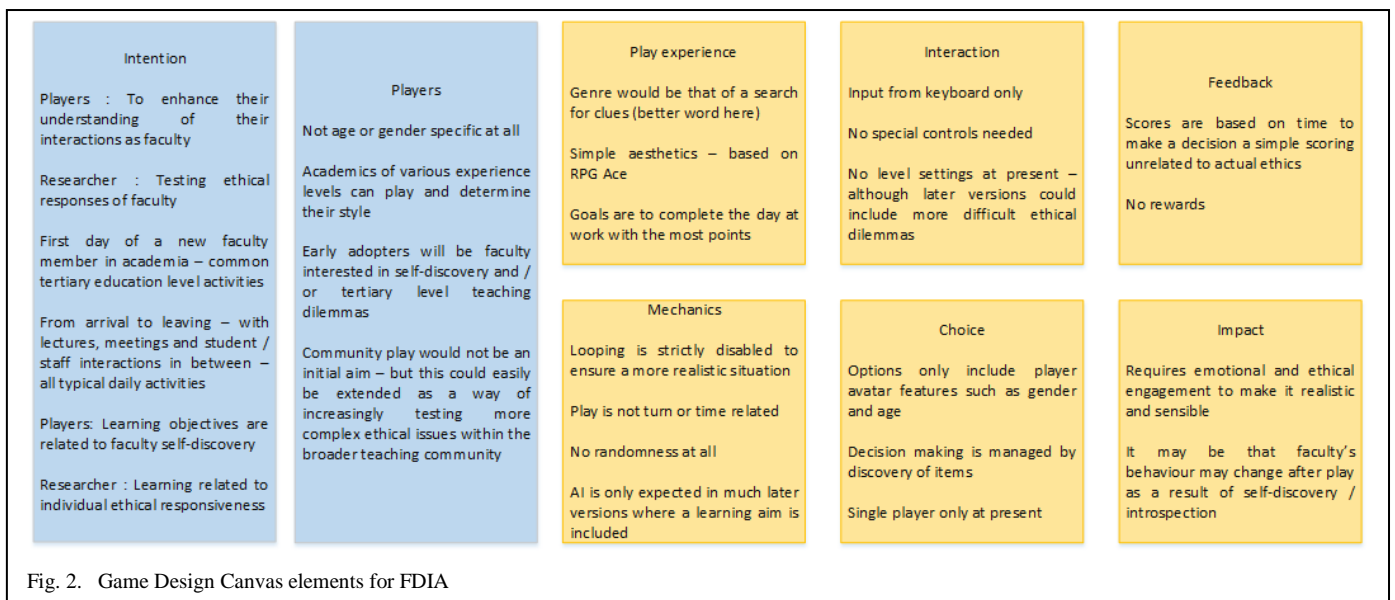 Intention
Players : To enhance their
understanding of their
interactions as faculty
Researcher : Testing ethical
responses of faculty
First day of a new faculty
member in academia – common
tertiary education level activities
From arrival to leaving – with
lectures, meetings and student /
staff interactions in between –
all typical daily activities
Players: Learning objectives are
related to faculty self-discovery
Researcher : Learning related to
individual ethical responsiveness
Players
Not age or gender specific at all
Academics of various experience
levels can play and determine
their style
Early adopters will be faculty
interested in self-discovery and /
or tertiary level teaching
dilemmas
Community play would not be an
initial aim – but this could easily
be extended as a way of
increasingly testing more
complex ethical issues within the
broader teaching community
Play experience
Genre would be that of a search
for clues (better word here)
Simple aesthetics – based on
RPG Ace
Goals are to complete the day at
work with the most points
Interaction
Input from keyboard only
No special controls needed
No level settings at present –
although later versions could
include more difficult ethical
dilemmas
Feedback
Scores are based on time to
make a decision a simple scoring
unrelated to actual ethics
No rewards
Mechanics
Looping is strictly disabled to
ensure a more realistic situation
Play is not turn or time related
No randomness at all
AI is only expected in much later
versions where a learning aim is
included
Choice
Options only include player
avatar features such as gender
and age
Decision making is managed by
discovery of items
Single player only at present
Impact
Requires emotional and ethical
engagement to make it realistic
and sensible
It may be that faculty's
behaviour may change after play
as a result of self-discovery /
introspection
Fig. 2. Game Design Canvas elements for FDIA